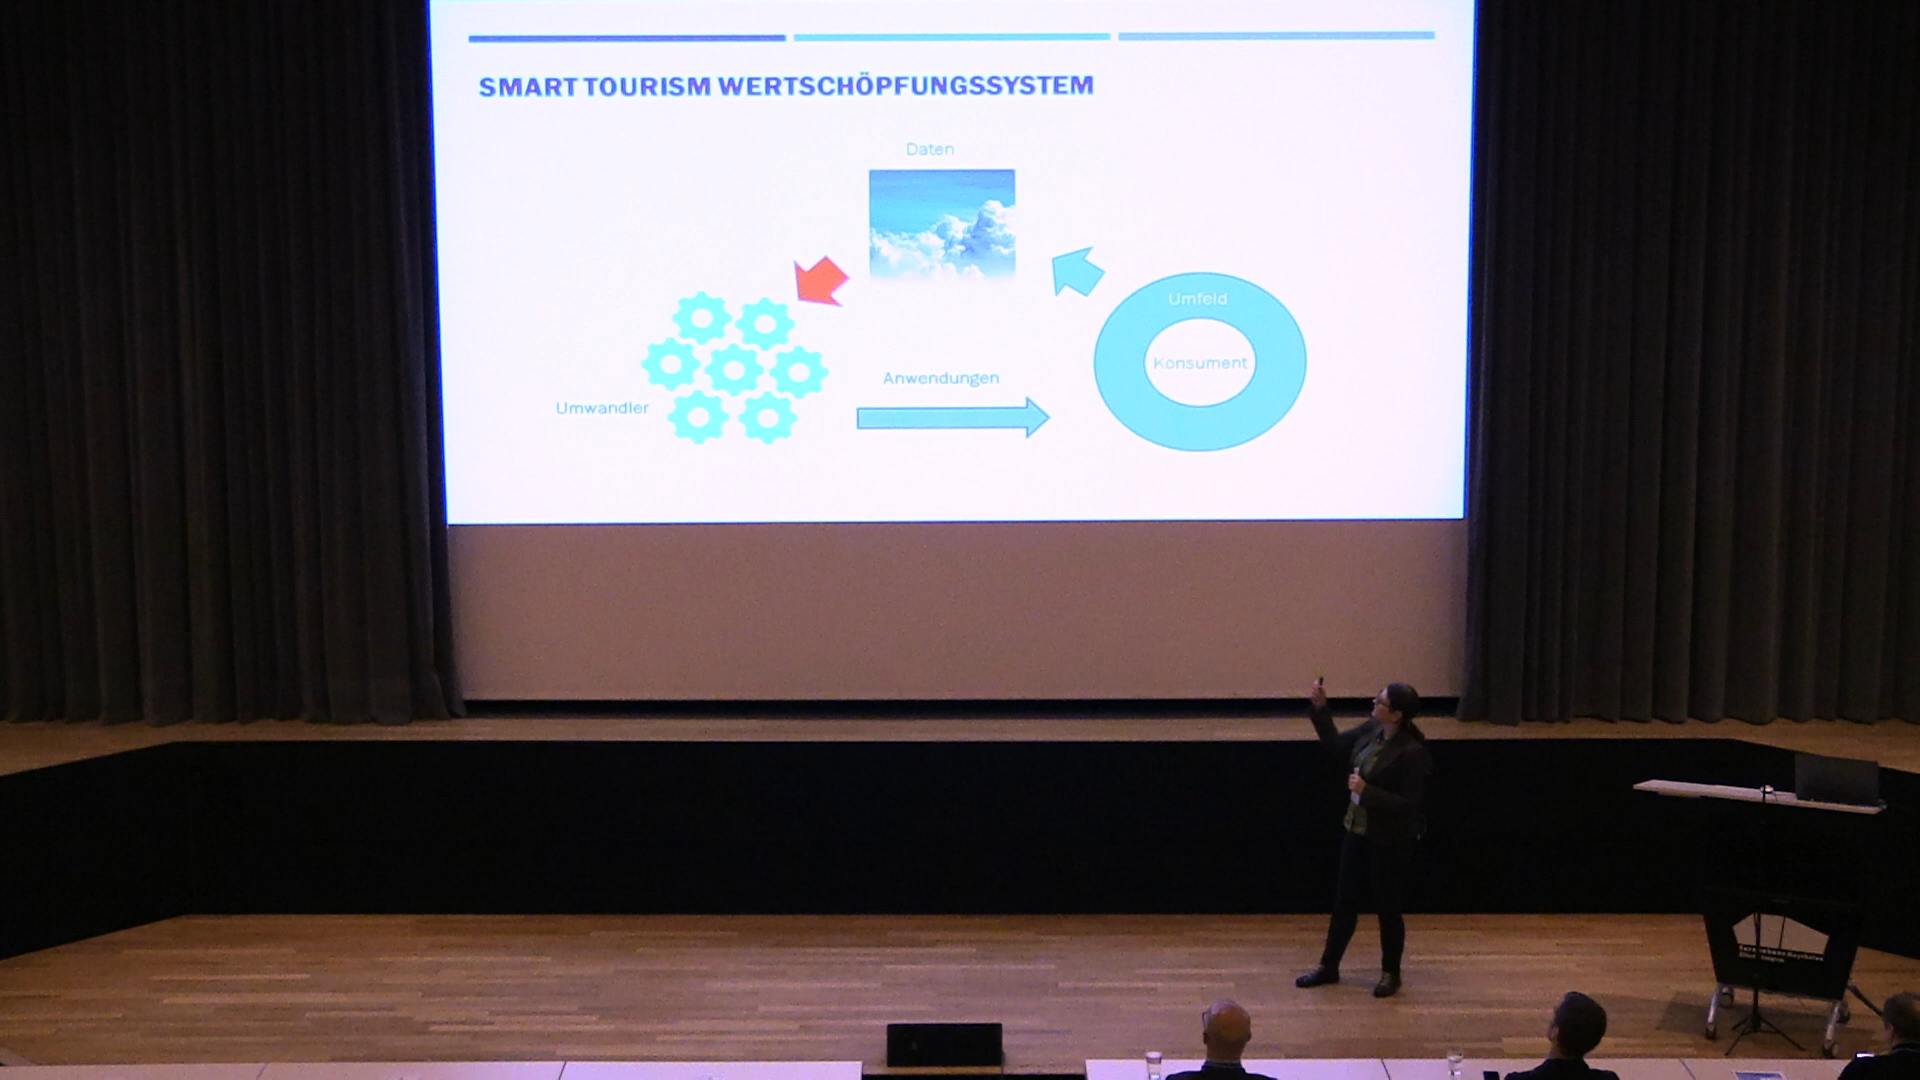 SMART TOURISM WERTSCHÖPFUNGSSYSTEM
Daten
Umfeld
Konsument
Anwendungen
Umwandler